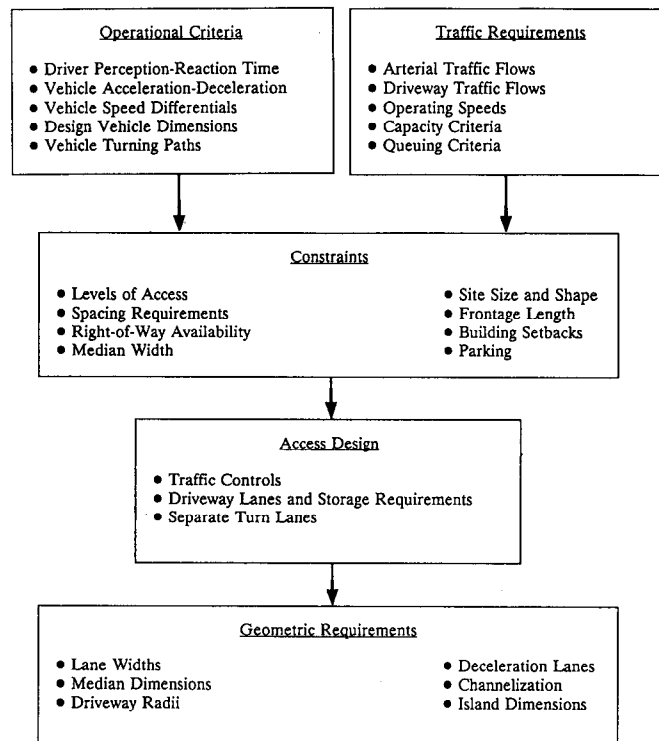 Operational Criteria
● Driver Perception-Reaction Time
● Vehicle Acceleration-Deceleration
● Vehicle Speed Differentials
● Design Vehicle Dimensions
● Vehicle Turning Paths
Traffic Requirements
● Arterial Traffic Flows
● Driveway Traffic Flows
● Operating Speeds
● Capacity Criteria
● Queuing Criteria
Constraints
● Levels of Access
● Spacing Requirements
● Right-of-Way Availability
● Median Width
● Site Size and Shape
● Frontage Length
● Building Setbacks
● Parking
Access Design
● Traffic Controls
● Driveway Lanes and Storage Requirements
● Separate Turn Lanes
Geometric Requirements
● Lane Widths
● Median Dimensions
● Driveway Radii
● Deceleration Lanes
● Channelization
● Island Dimensions